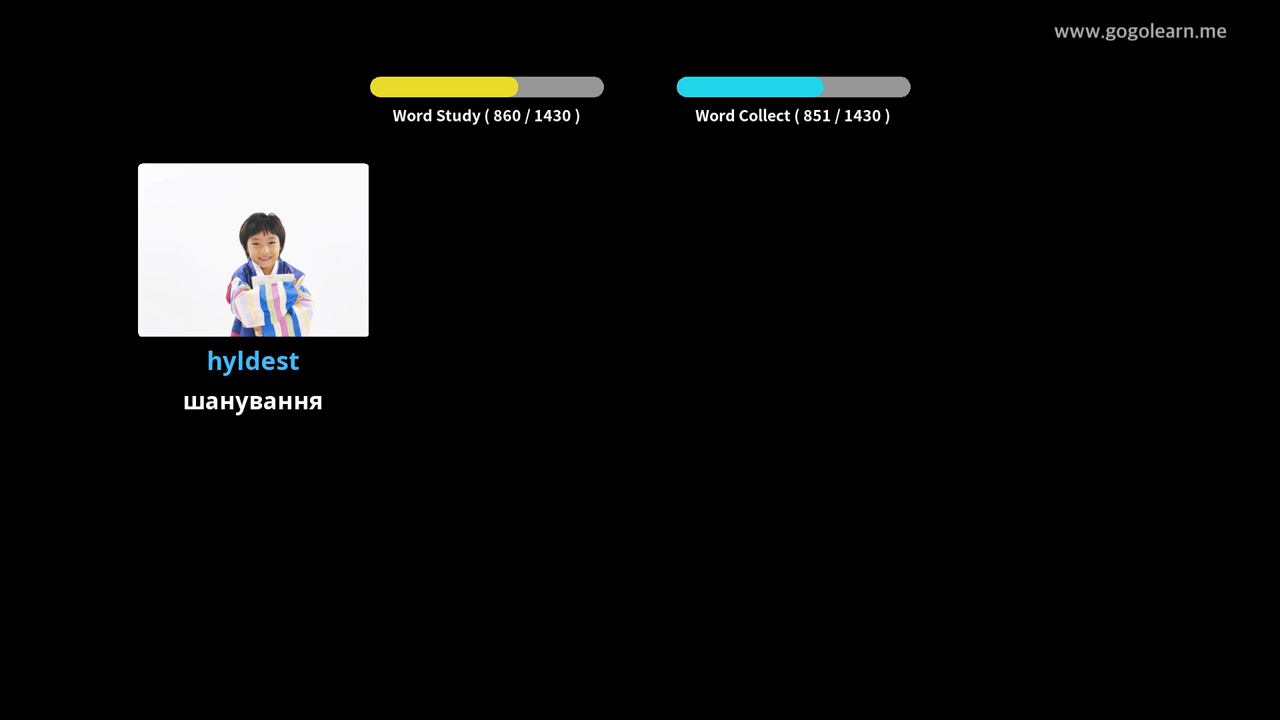 www.gogolearn.me
Word Study ( 860 / 1430 )
Word Collect ( 851 / 1430 )
hyldest
шанування